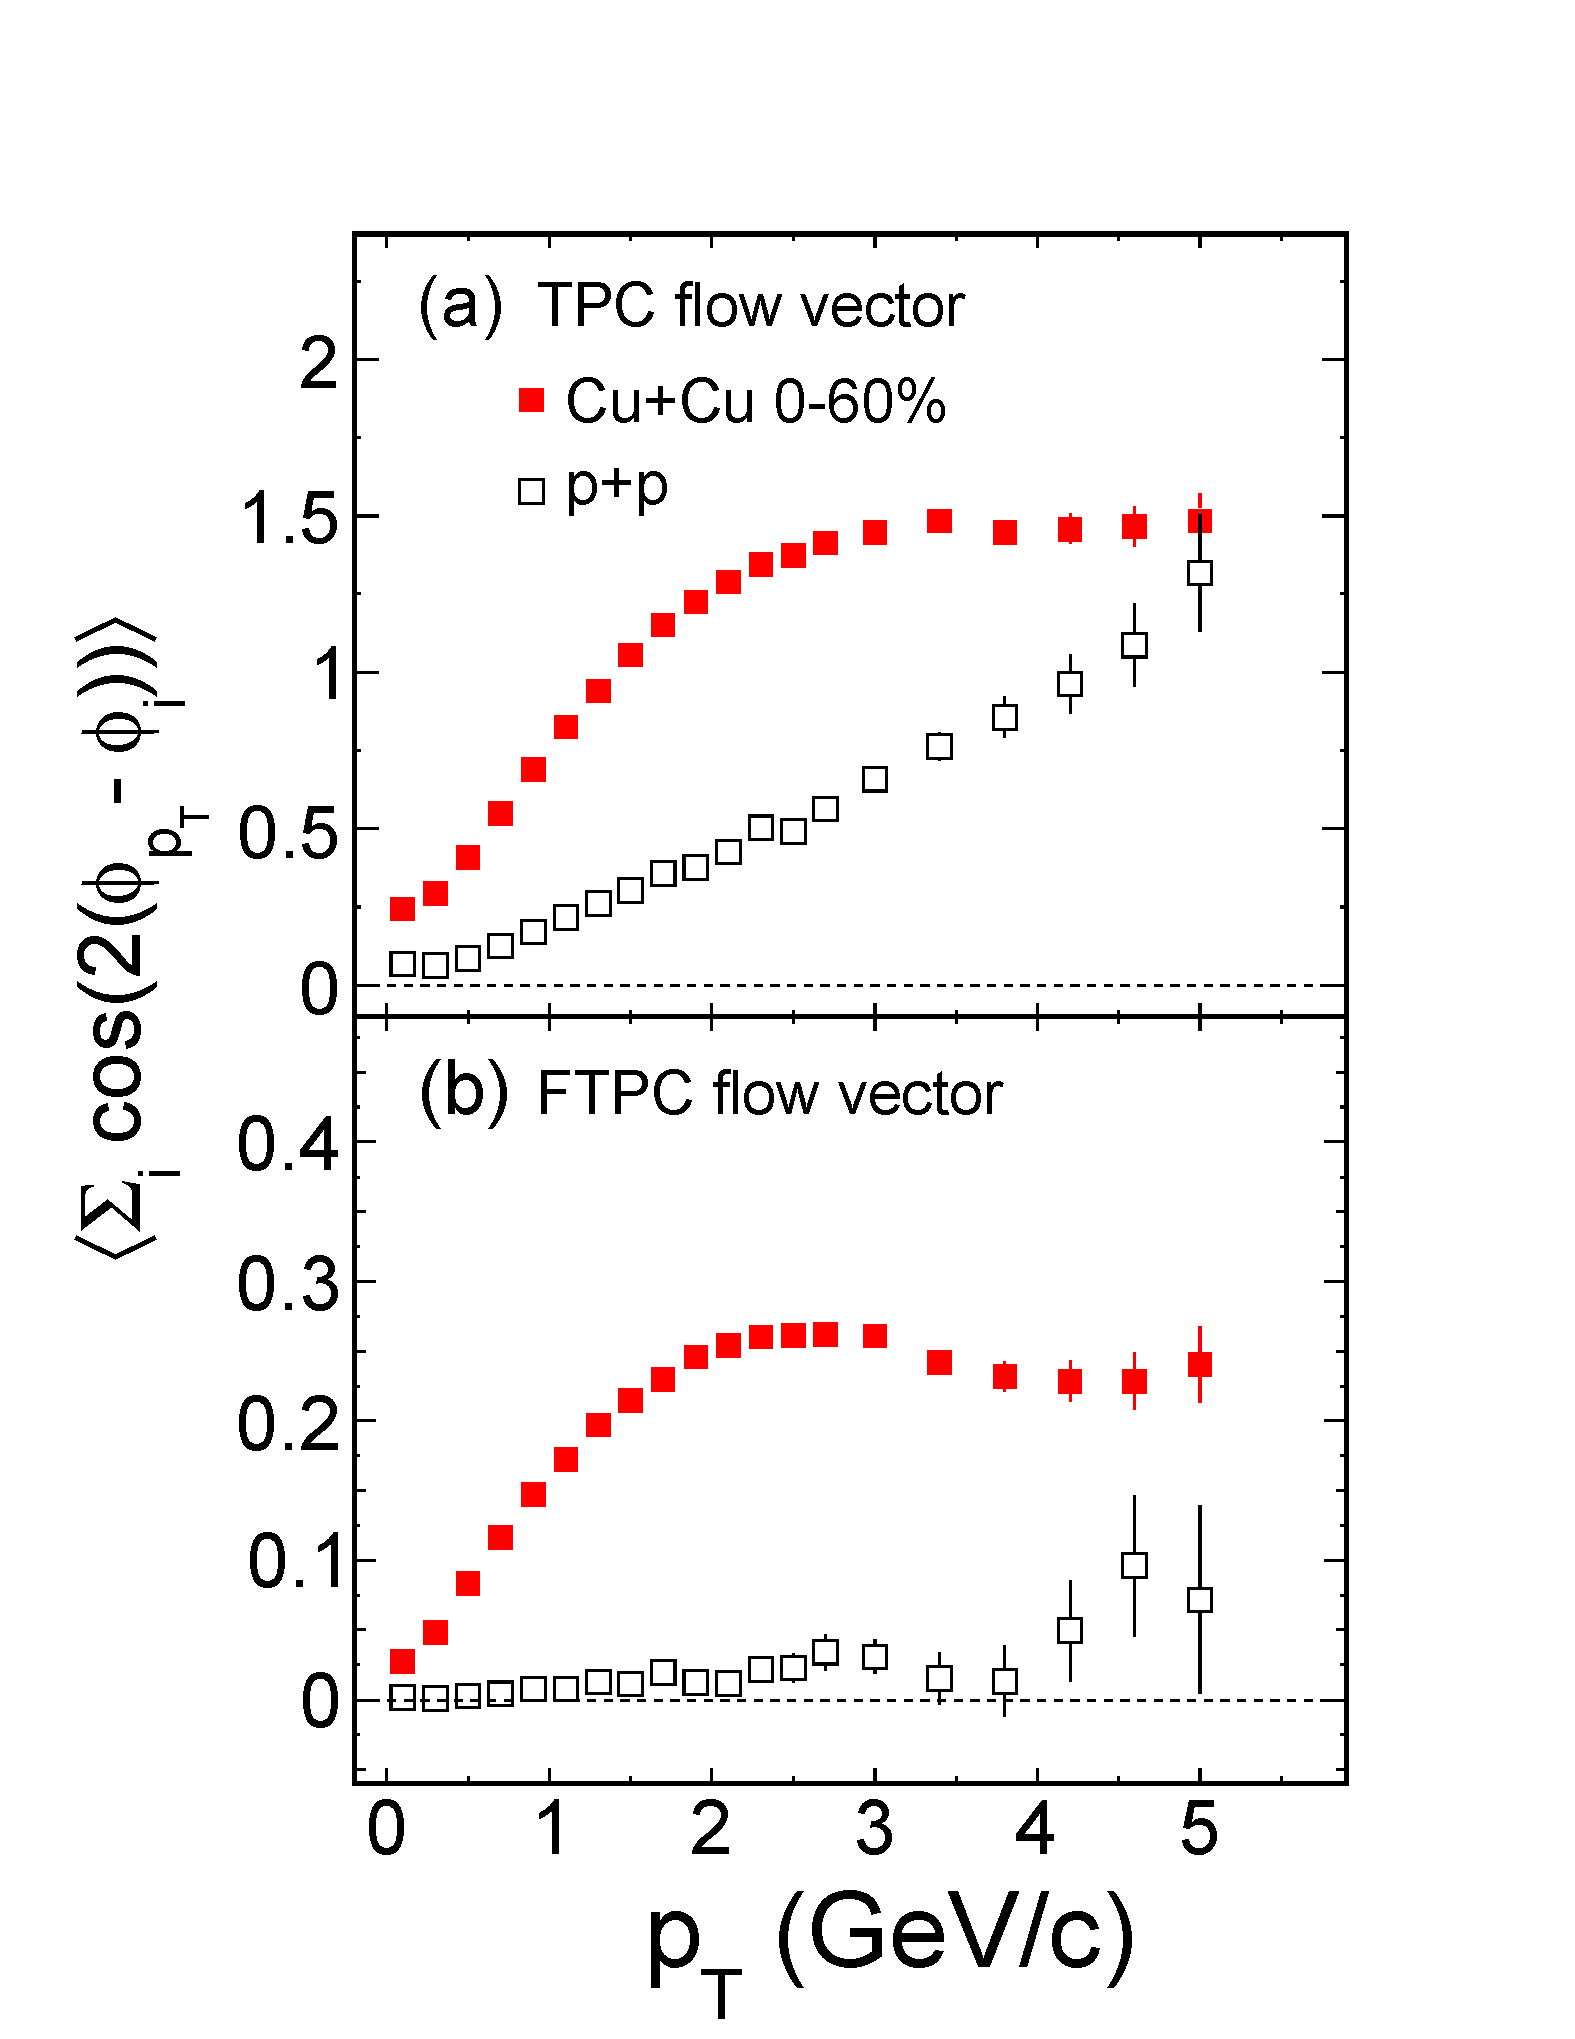 (a) TPC flow vector
Cu+Cu 0-60%
p+p
2
1.5
1
0.5
0
⟨Σi cos(2(ϕpT - ϕi))⟩
(b) FTPC flow vector
0.4
0.3
0.2
0.1
0
0 1 2 3 4 5
pT (GeV/c)